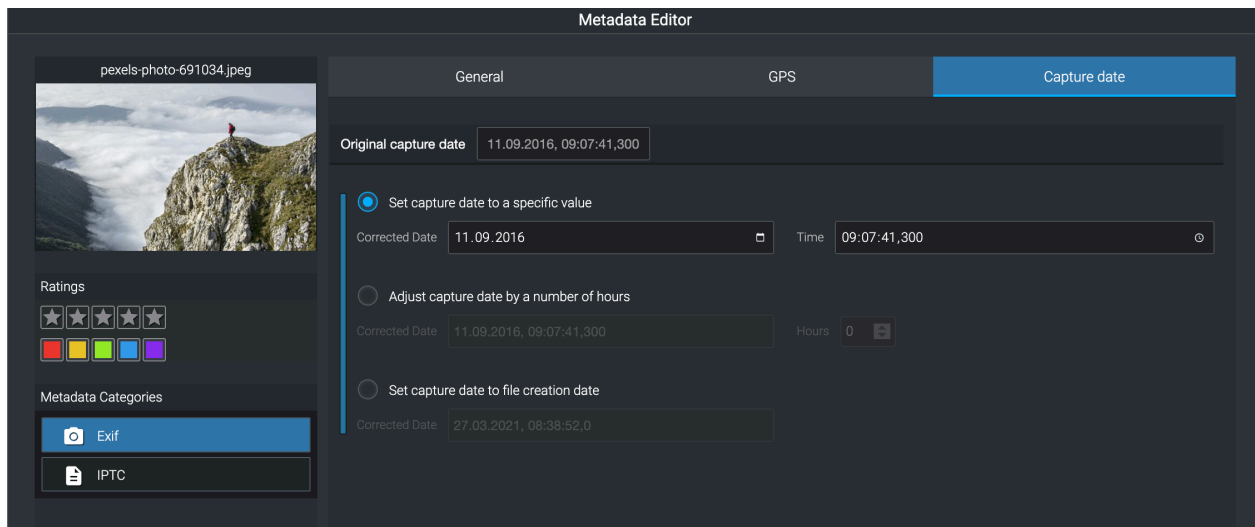 Metadata Editor
pexels-photo-691034.jpeg
General
GPS
Capture date
Original capture date 11.09.2016, 09:07:41,300
Set capture date to a specific value
Corrected Date 11.09.2016 Time 09:07:41,300
Adjust capture date by a number of hours
Corrected Date 11.09.2016, 09:07:41,300 Hours 0
Set capture date to file creation date
Corrected Date 27.03.2021, 08:38:52,0
Ratings
Metadata Categories
Exif
IPTC